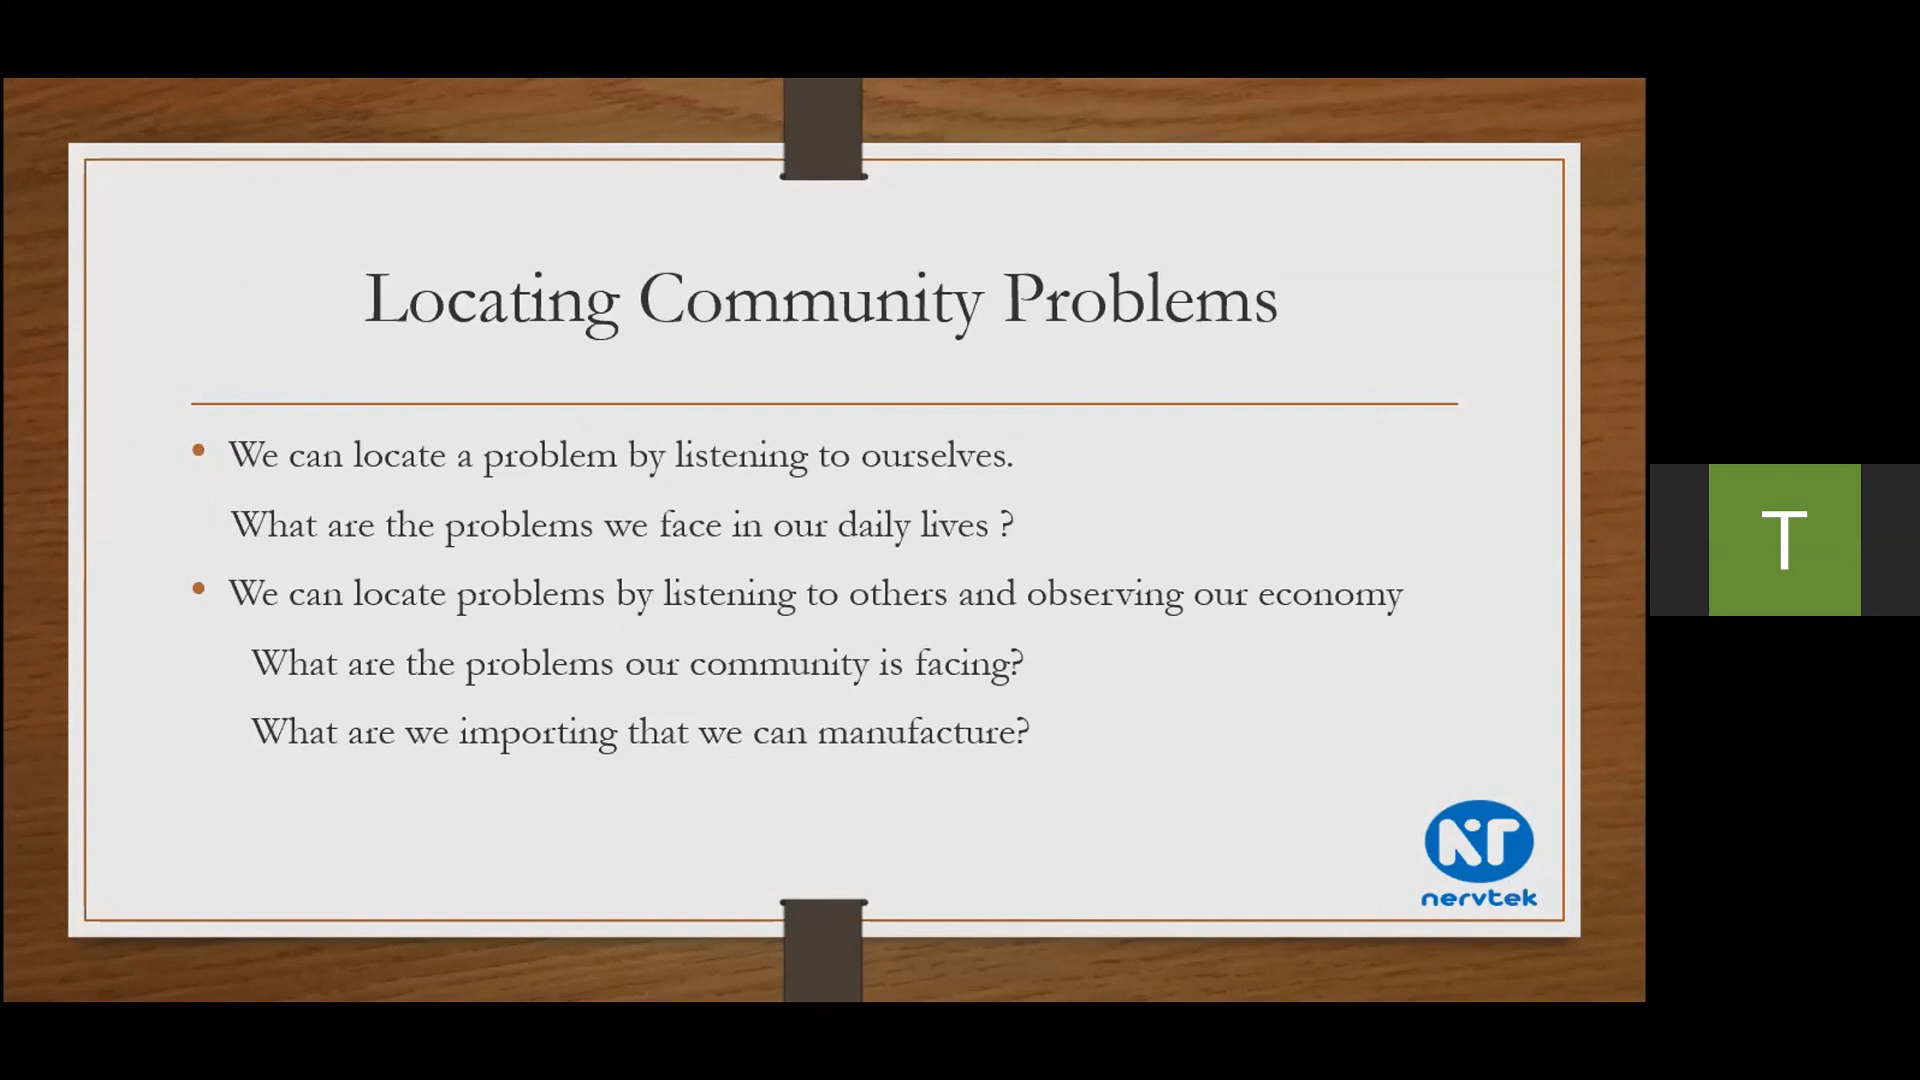 Locating Community Problems
• We can locate a problem by listening to ourselves.
What are the problems we face in our daily lives ?
• We can locate problems by listening to others and observing our economy
What are the problems our community is facing?
What are we importing that we can manufacture?
NT
nervtek
T